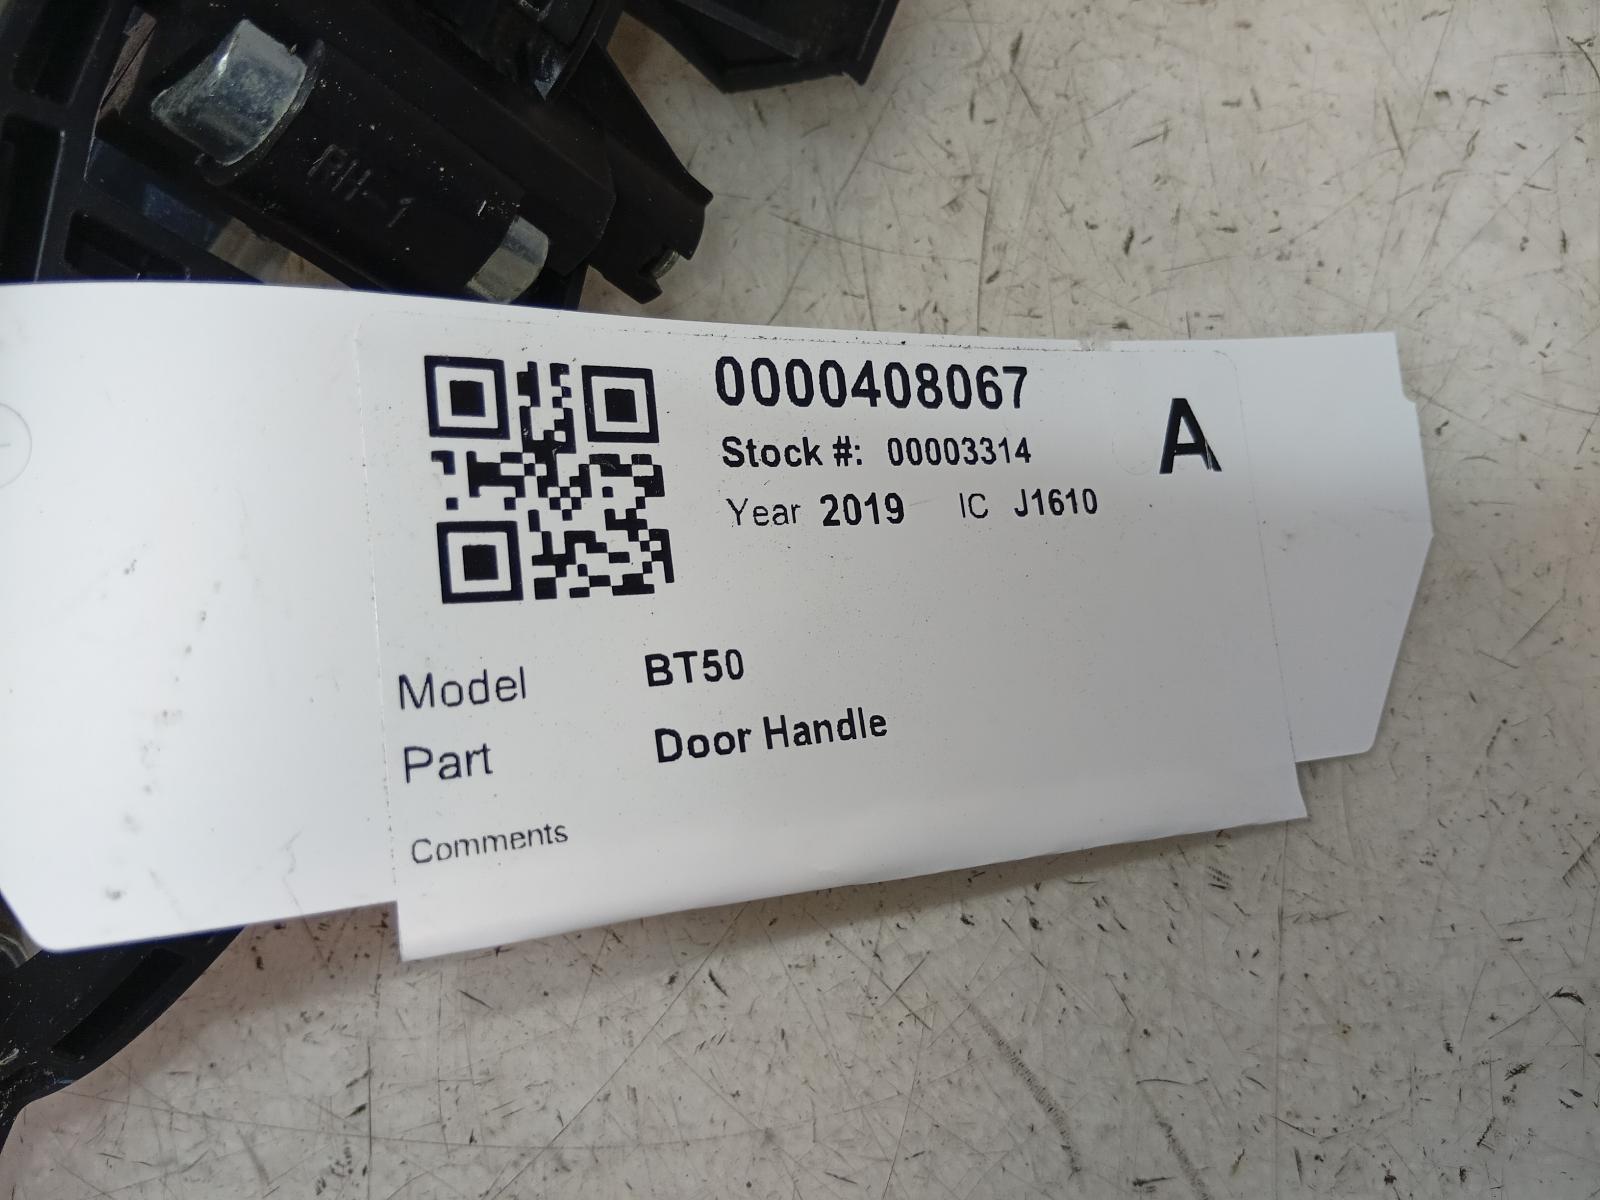 RH-1
0000408067
A
Stock #: 00003314
Year 2019 IC J1610
Model BT50
Part Door Handle
Comments